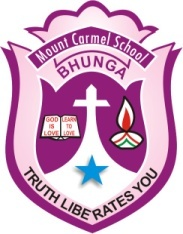 Mount Carmel School
BHUNGA
GOD IS LOVE
LEARN TO LOVE
TRUTH LIBERATES YOU